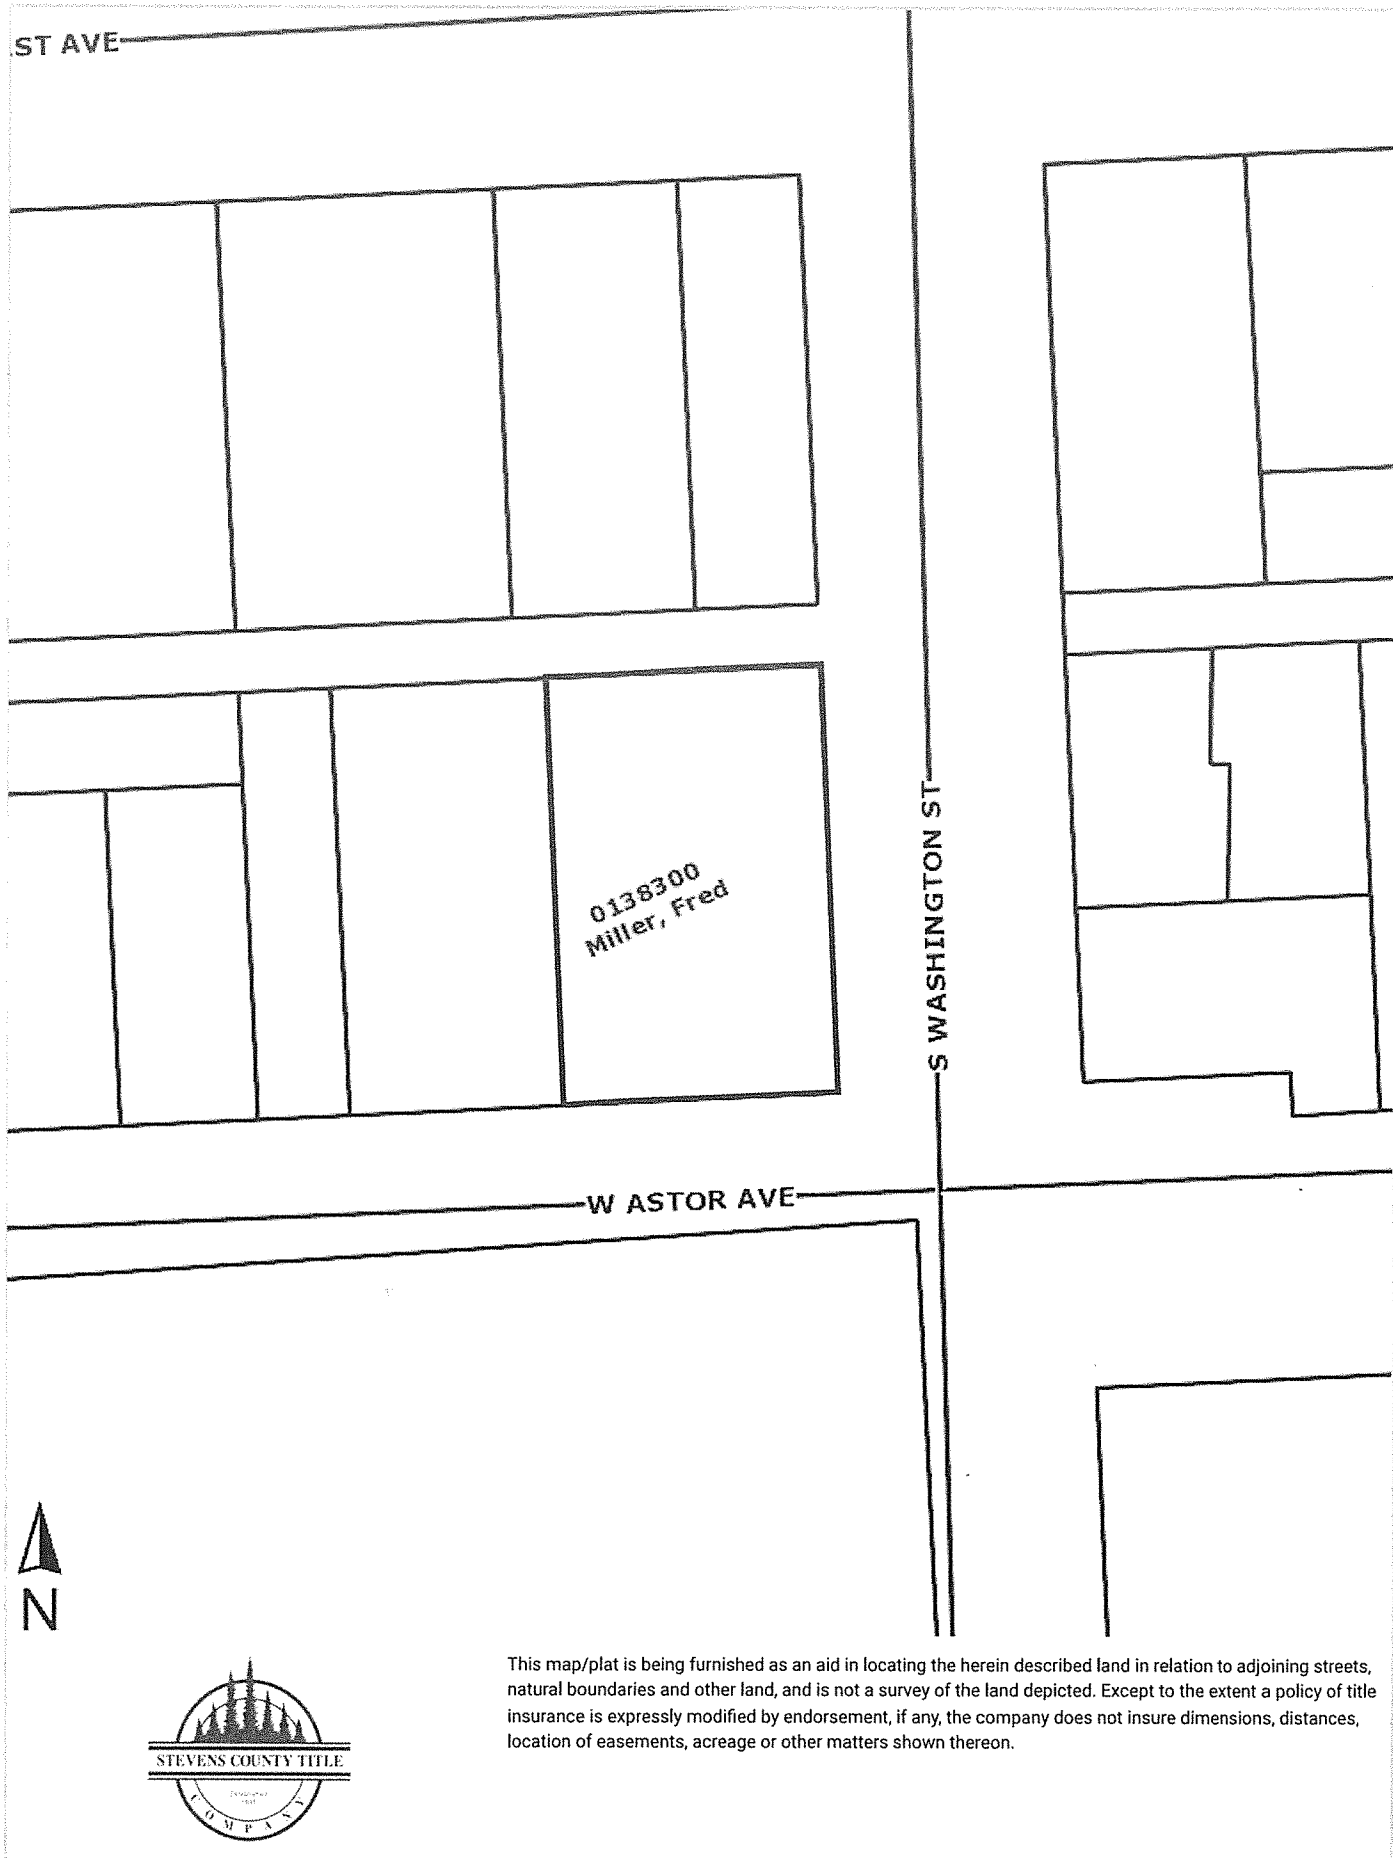 ST AVE
0138300
Miller, Fred
S WASHINGTON ST
W ASTOR AVE
N
This map/plat is being furnished as an aid in locating the herein described land in relation to adjoining streets,
natural boundaries and other land, and is not a survey of the land depicted. Except to the extent a policy of title
insurance is expressly modified by endorsement, if any, the company does not insure dimensions, distances,
location of easements, acreage or other matters shown thereon.
STEVENS COUNTY TITLE
COMPANY